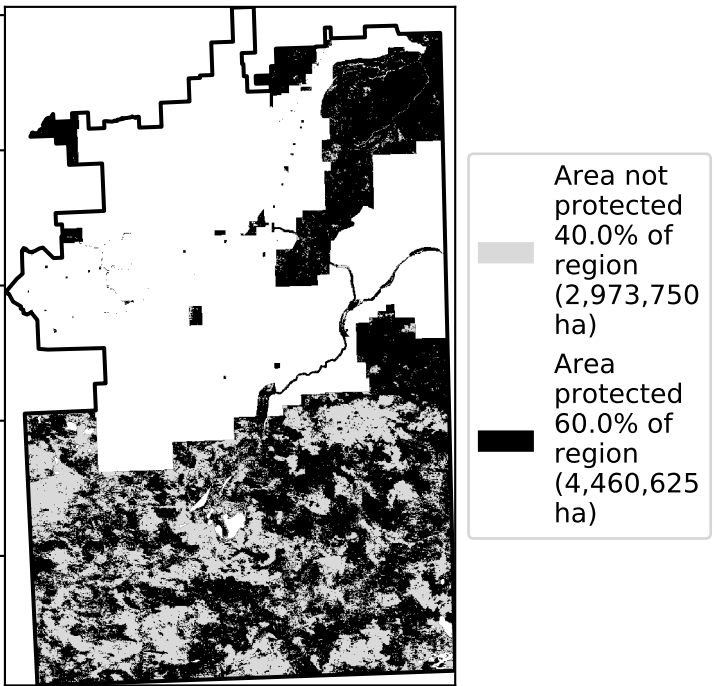 Area not
protected
40.0% of
region
(2,973,750
ha)
Area
protected
60.0% of
region
(4,460,625
ha)